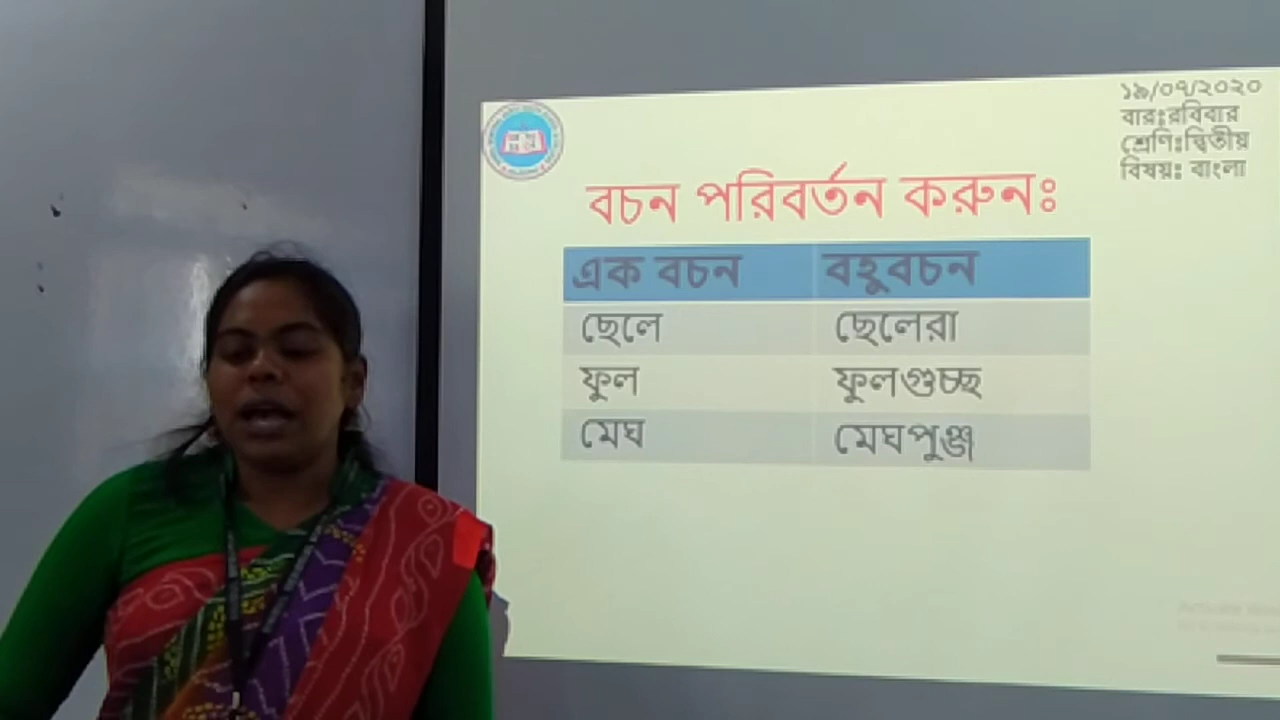 ১৯/০৭/২০২০
বারঃরবিবার
শ্রেণিঃদ্বিতীয়
বিষয়ঃ বাংলা
বচন পরিবর্তন করুনঃ
এক বচন বহুবচন
ছেলে ছেলেরা
ফুল ফুলগুচ্ছ
মেঘ মেঘপুঞ্জ